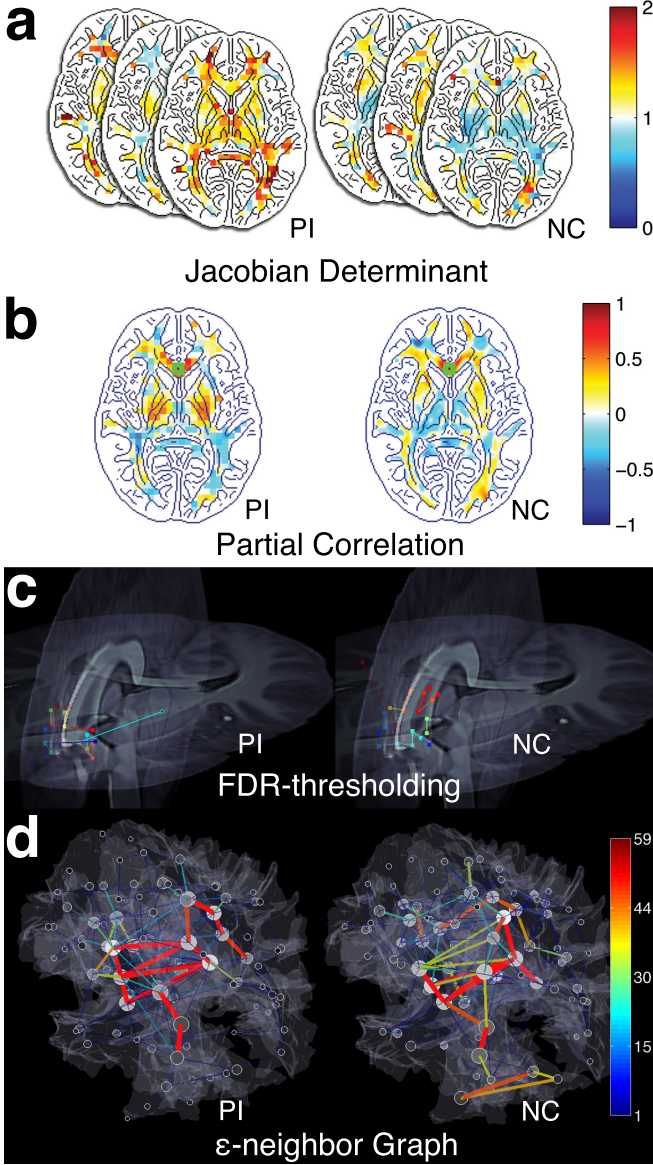 a
2
1
0
PI
NC
Jacobian Determinant
b
1
0.5
0
−0.5
−1
PI
NC
Partial Correlation
c
PI
NC
FDR-thresholding
d
59
44
30
15
1
PI
NC
ε-neighbor Graph